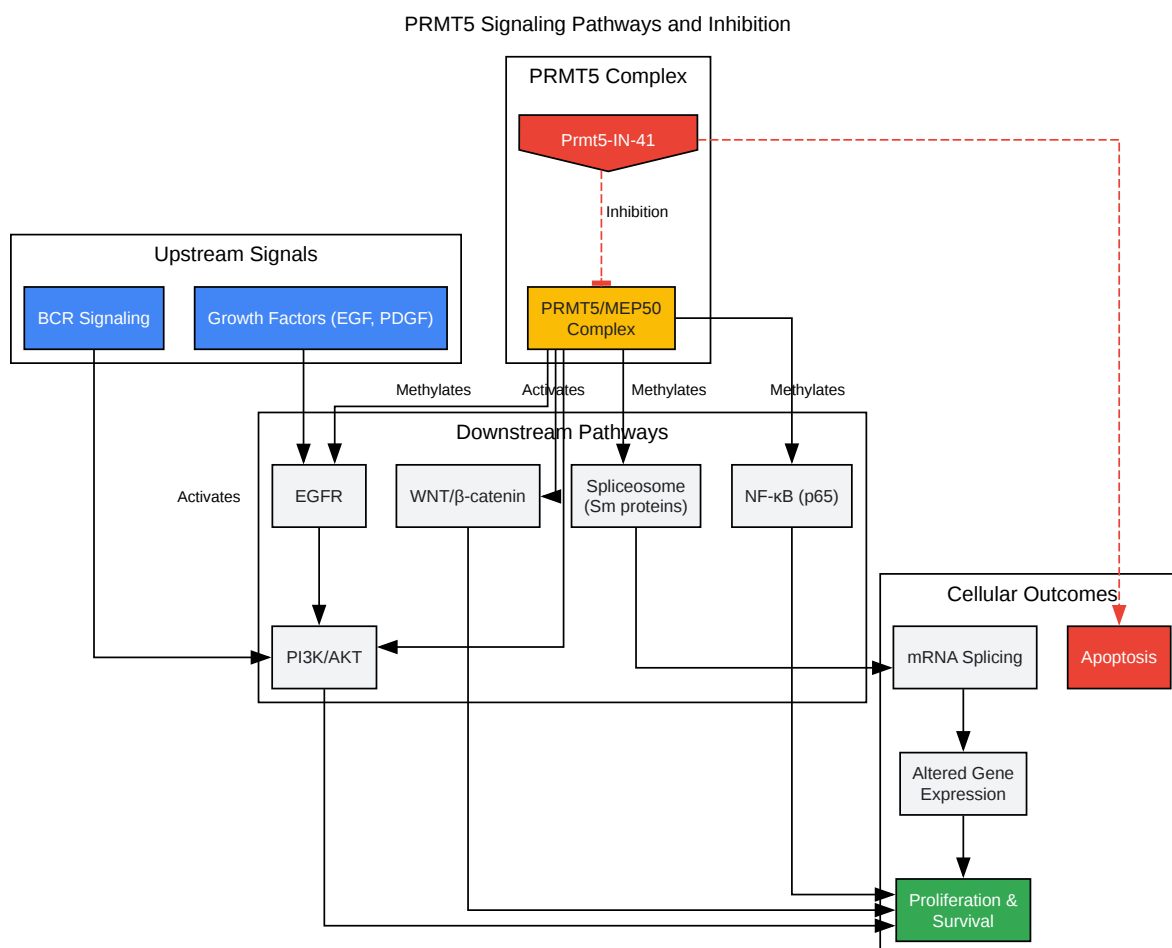 PRMT5 Signaling Pathways and Inhibition
PRMT5 Complex
Prmt5-IN-41
Inhibition
Upstream Signals
BCR Signaling
Growth Factors (EGF, PDGF)
PRMT5/MEP50
Complex
Methylates
Activates
Methylates
Methylates
Downstream Pathways
Activates
EGFR
WNT/β-catenin
Spliceosome
(Sm proteins)
NF-κB (p65)
Cellular Outcomes
PI3K/AKT
mRNA Splicing
Apoptosis
Altered Gene
Expression
Proliferation &
Survival